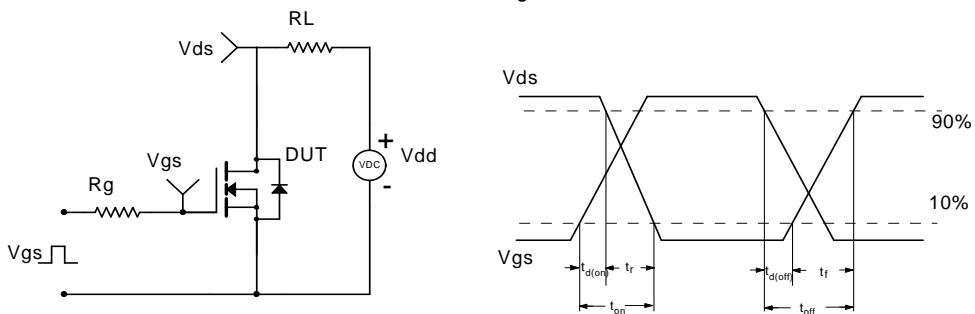 g
RL
Vds
Vds
90%
DUT
+
VDC
Vdd
-
Vgs
Rg
10%
Vgs
Vgs
td(on)
tr
td(off)
tf
ton
toff